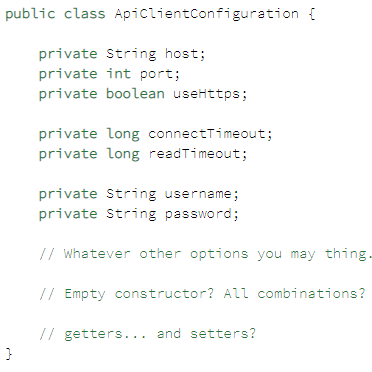 public class ApiClientConfiguration {
private String host;
private int port;
private boolean useHttps;
private long connectTimeout;
private long readTimeout;
private String username;
private String password;
// Whatever other options you may thing.
// Empty constructor? All combinations?
// getters... and setters?
}